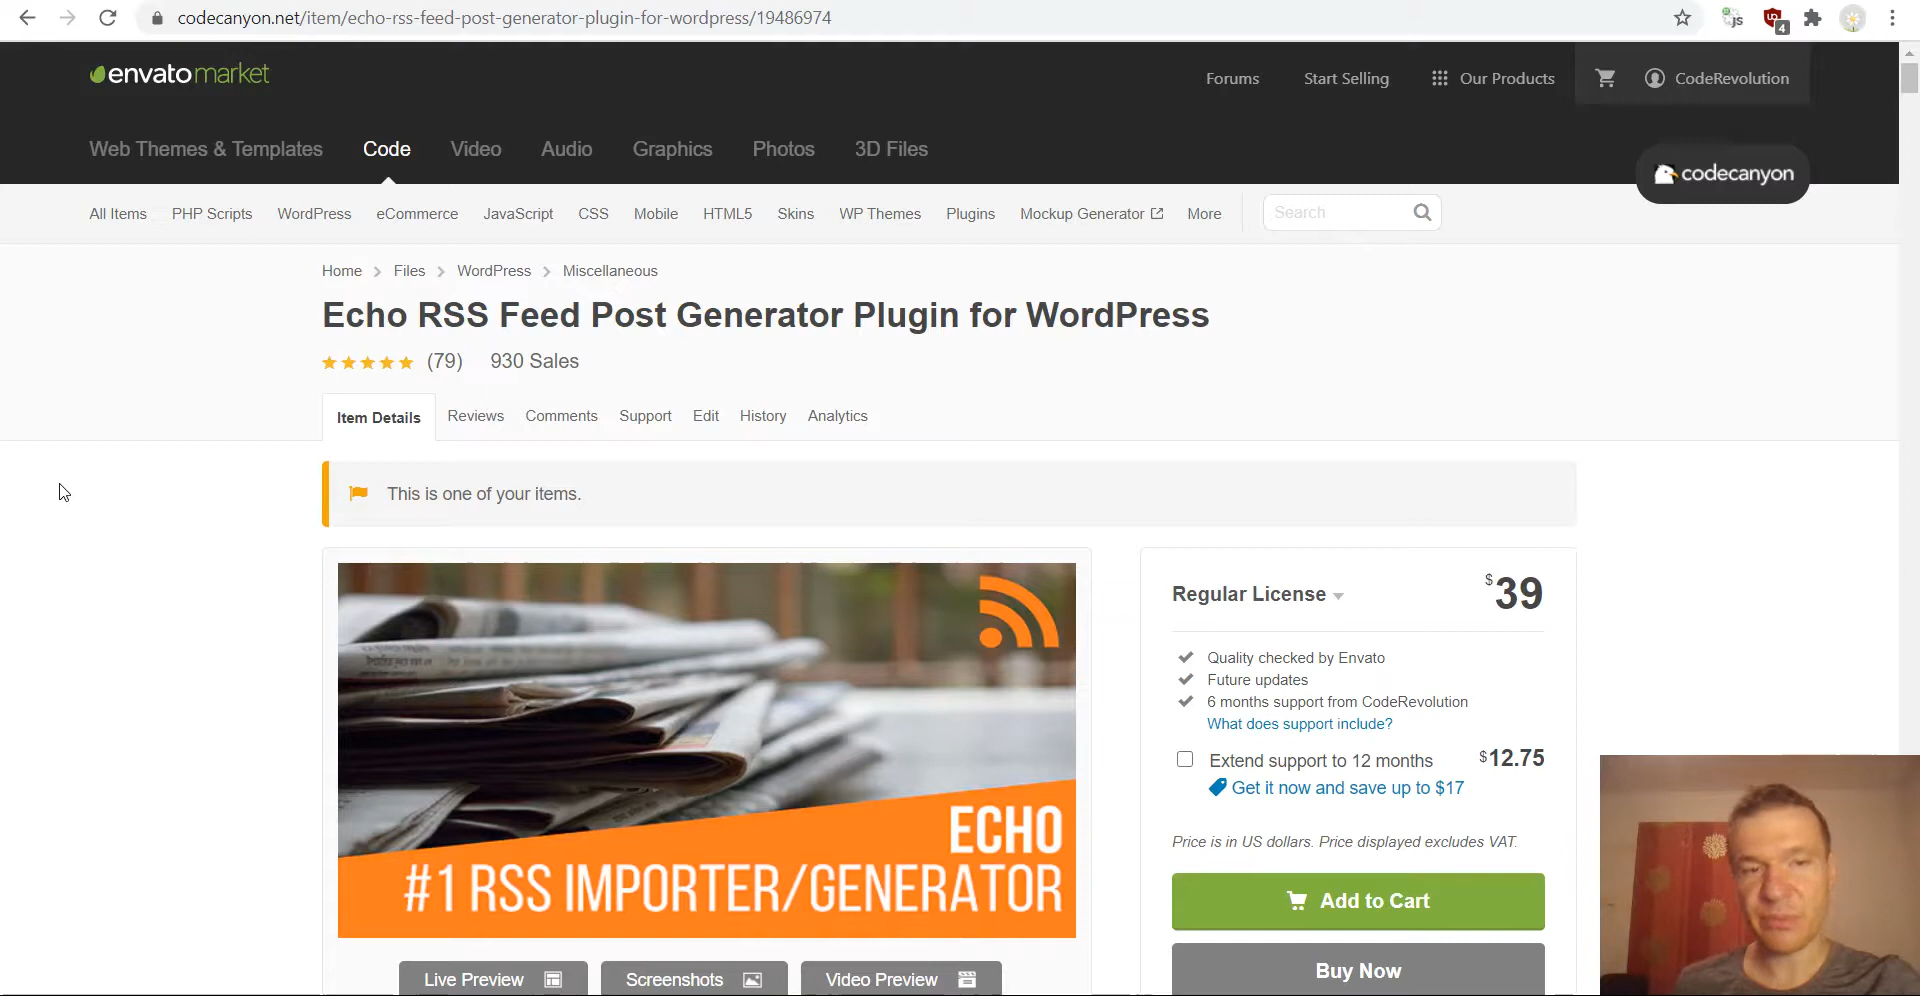 codecanyon.net/item/echo-rss-feed-post-generator-plugin-for-wordpress/19486974
JS
4
envato market
Forums
Start Selling
Our Products
CodeRevolution
Web Themes & Templates
Code
Video
Audio
Graphics
Photos
3D Files
codecanyon
All Items
PHP Scripts
WordPress
eCommerce
JavaScript
CSS
Mobile
HTML5
Skins
WP Themes
Plugins
Mockup Generator
More
Search
Home
Files
WordPress
Miscellaneous
Echo RSS Feed Post Generator Plugin for WordPress
(79)
930 Sales
Item Details
Reviews
Comments
Support
Edit
History
Analytics
This is one of your items.
ECHO
#1 RSS IMPORTER/GENERATOR
Live Preview
Screenshots
Video Preview
Regular License
$39
Quality checked by Envato
Future updates
6 months support from CodeRevolution
What does support include?
Extend support to 12 months
$12.75
Get it now and save up to $17
Price is in US dollars. Price displayed excludes VAT.
Add to Cart
Buy Now